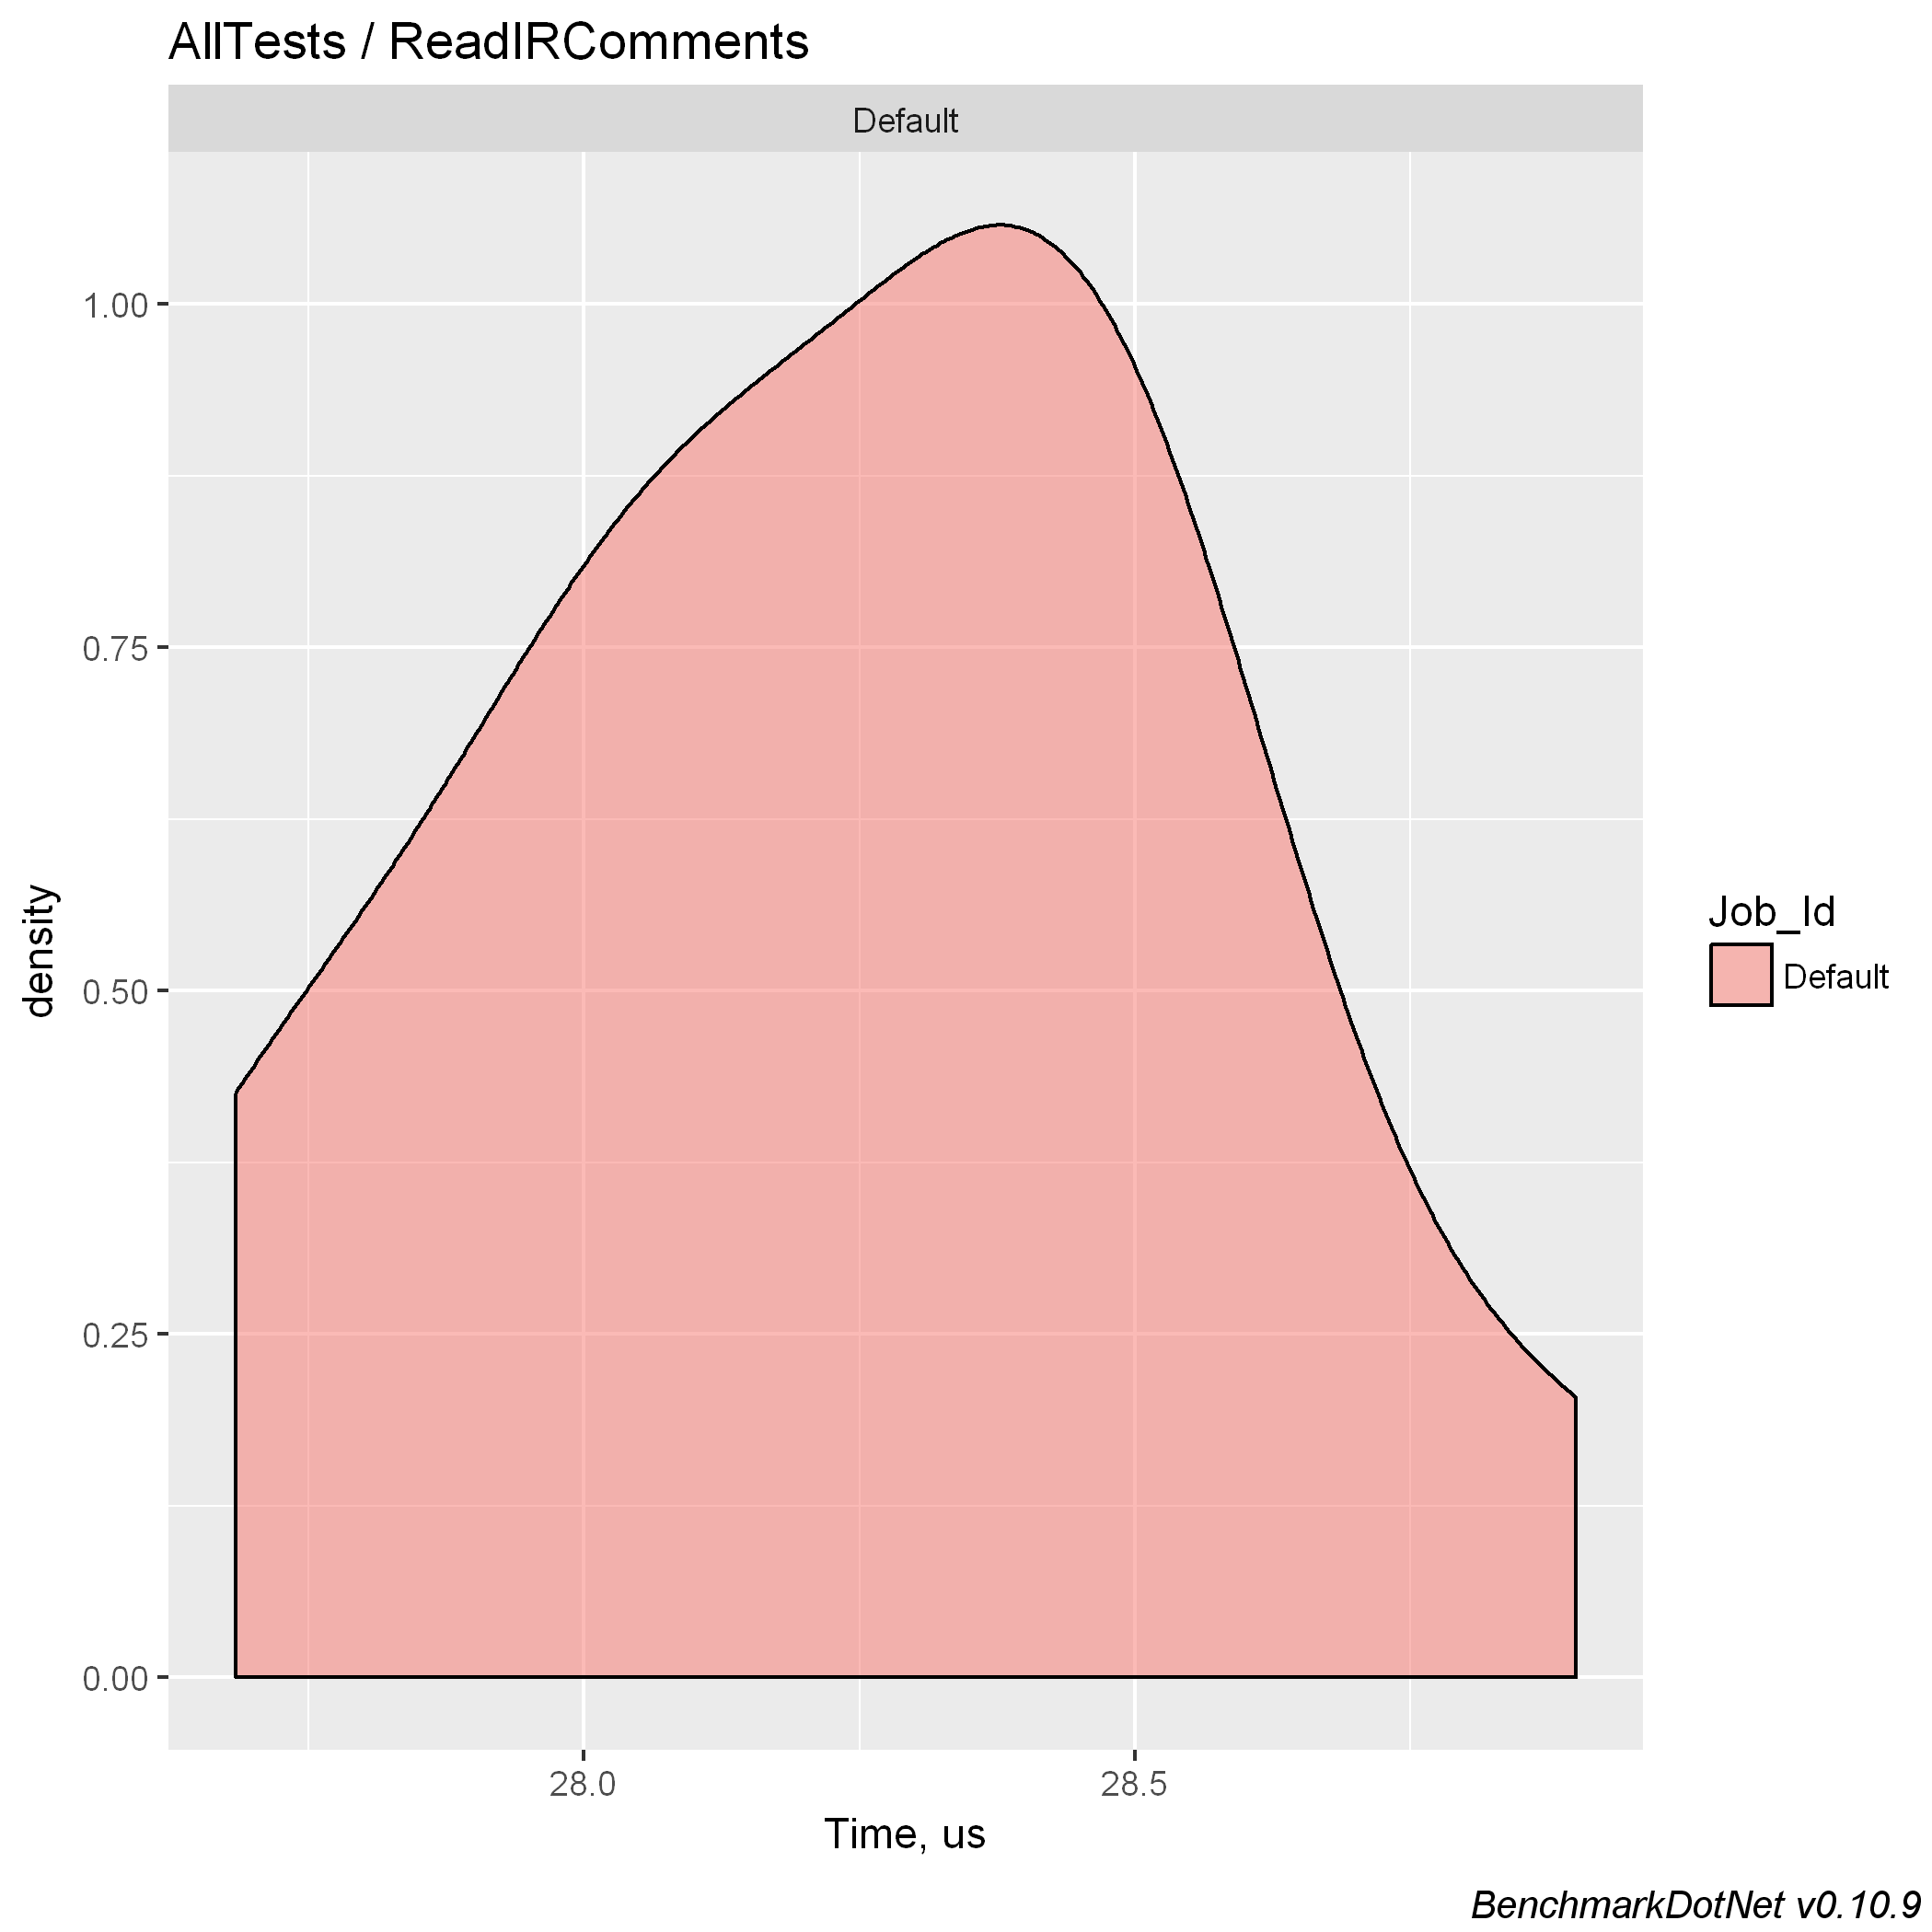 AllTests / ReadIRComments
Default
1.00
0.75
0.50
0.25
0.00
density
28.0 28.5
Time, us
Job_Id
Default
BenchmarkDotNet v0.10.9